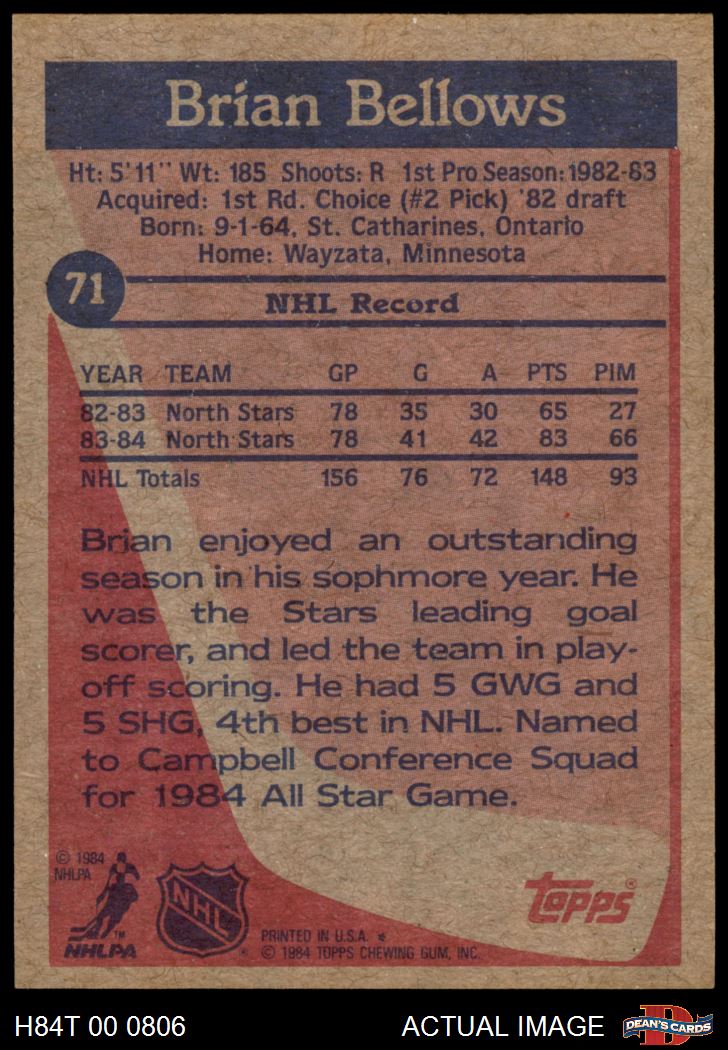 Brian Bellows
Ht: 5'11" Wt: 185 Shoots: R 1st Pro Season: 1982-83
Acquired: 1st Rd. Choice (#2 Pick) '82 draft
Born: 9-1-64, St. Catharines, Ontario
Home: Wayzata, Minnesota
71
NHL Record
YEAR TEAM GP G A PTS PIM
82-83 North Stars 78 35 30 65 27
83-84 North Stars 78 41 42 83 66
NHL Totals 156 76 72 148 93
Brian enjoyed an outstanding
season in his sophmore year. He
was the Stars leading goal
scorer, and led the team in play-
off scoring. He had 5 GWG and
5 SHG, 4th best in NHL. Named
to Campbell Conference Squad
for 1984 All Star Game.
© 1984
NHLPA
TM
NHLPA
NHL
PRINTED IN U.S.A. *
© 1984 TOPPS CHEWING GUM, INC.
Topps®
H84T 00 0806
ACTUAL IMAGE
D
DEAN'S CARDS